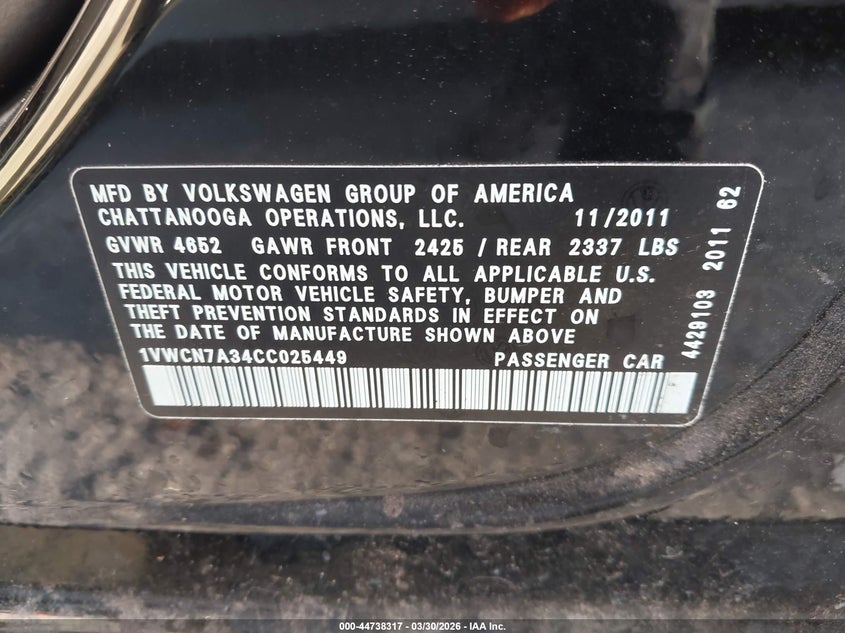 MFD BY VOLKSWAGEN GROUP OF AMERICA
CHATTANOOGA OPERATIONS, LLC. 11/2011
GVWR 4652 GAWR FRONT 2425 / REAR 2337 LBS
THIS VEHICLE CONFORMS TO ALL APPLICABLE U.S.
FEDERAL MOTOR VEHICLE SAFETY, BUMPER AND
THEFT PREVENTION STANDARDS IN EFFECT ON
THE DATE OF MANUFACTURE SHOWN ABOVE
1VWCN7A34CC025449 PASSENGER CAR
4429103 2011 62
000-44738317 - 03/30/2026 - IAA Inc.